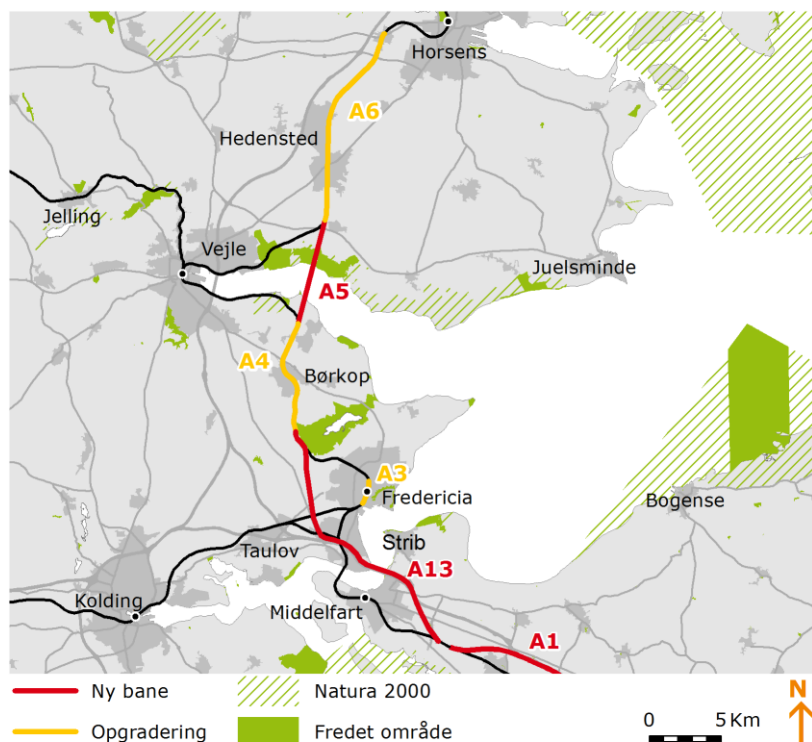 Horsens
A6
Hedensted
Jelling
Vejle
Juelsminde
A5
A4
Børkop
A3
Fredericia
Bogense
Taulov
Strib
A13
Kolding
Middelfart
A1
Ny bane
Natura 2000
N
Opgradering
Fredet område
0 5 Km